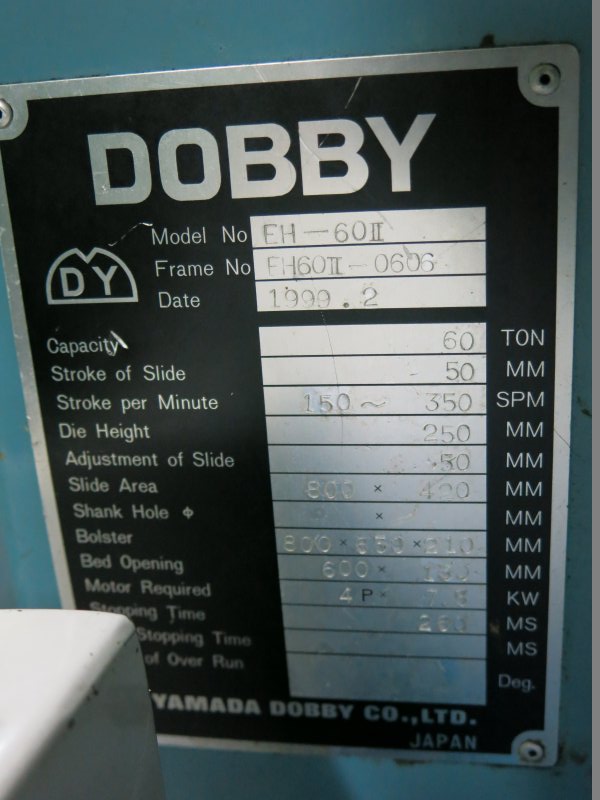 DOBBY
DY
Model No EH-60Ⅱ
Frame No EH60Ⅱ-0606
Date 1999.2
Capacity 60 TON
Stroke of Slide 50 MM
Stroke per Minute 150 ~ 350 SPM
Die Height 250 MM
Adjustment of Slide 50 MM
Slide Area 800 × MM
Shank Hole φ × MM
Bolster 800 × × 210 MM
Bed Opening 600 × MM
Motor Required 4 P × KW
Stopping Time MS
Stopping Time MS
of Over Run Deg.
YAMADA DOBBY CO.,LTD.
JAPAN